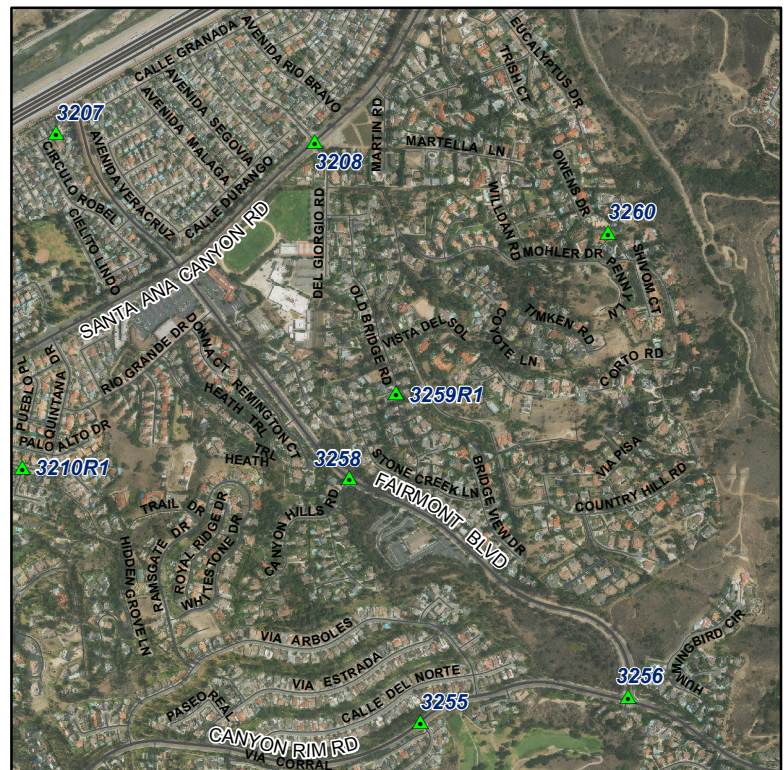 CALLE GRANADA
AVENIDA RIO BRAVO
EUCALYPTUS DR
TRISH CT
3207
AVENIDA SEGOVIA
AVENIDA MALAGA
AVENIDA VERACRUZ
CALLE DURANGO
3208
MARTIN RD
MARTELLA LN
OWENS DR
CIRCULO ROBEL
CIELITO LINDO
WILLDAN RD
3260
SANTA ANA CANYON RD
DEL GIORGIO RD
MOHLER DR
PENNY LN
SHIVOM CT
OLD BRIDGE RD
VISTA DEL SOL
COYOTE LN
TIMKEN RD
CORTO RD
PUEBLO PL
QUINTANA DR
RIO GRANDE DR
DONNA CT
REMINGTON CT
HEATH TRL
PALO ALTO DR
3259R1
3210R1
HEATH TRL
3258
STONE CREEK LN
BRIDGE VIEW DR
VIA PISA
COUNTRY HILL RD
FAIRMONT BLVD
CANYON HILLS RD
TRAIL DR
RAMSGATE DR
ROYAL RIDGE DR
WHYTESTONE DR
HIDDEN GROVE LN
VIA ARBOLES
VIA ESTRADA
CALLE DEL NORTE
PASEO REAL
HUMMINGBIRD CIR
3255
3256
CANYON RIM RD
VIA CORRAL